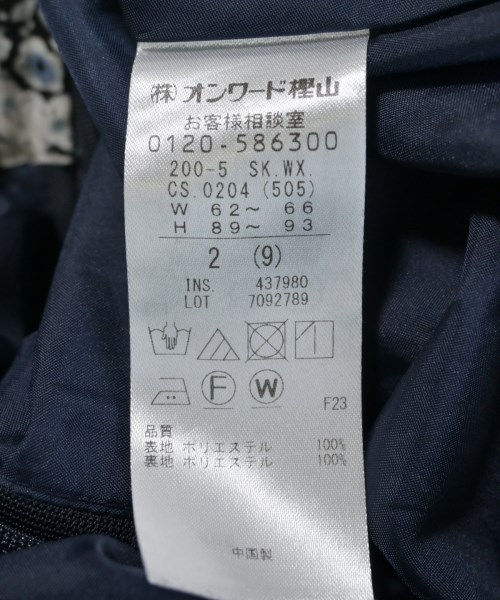 (株)オンワード樫山
お客様相談室
0120-586300
200-5 SK.WX.
CS.0204 (505)
W 62～ 66
H 89～ 93
2 (9)
INS. 437980
LOT 7092789
F W
F23
品質
表地 ポリエステル 100%
裏地 ポリエステル 100%
中国製